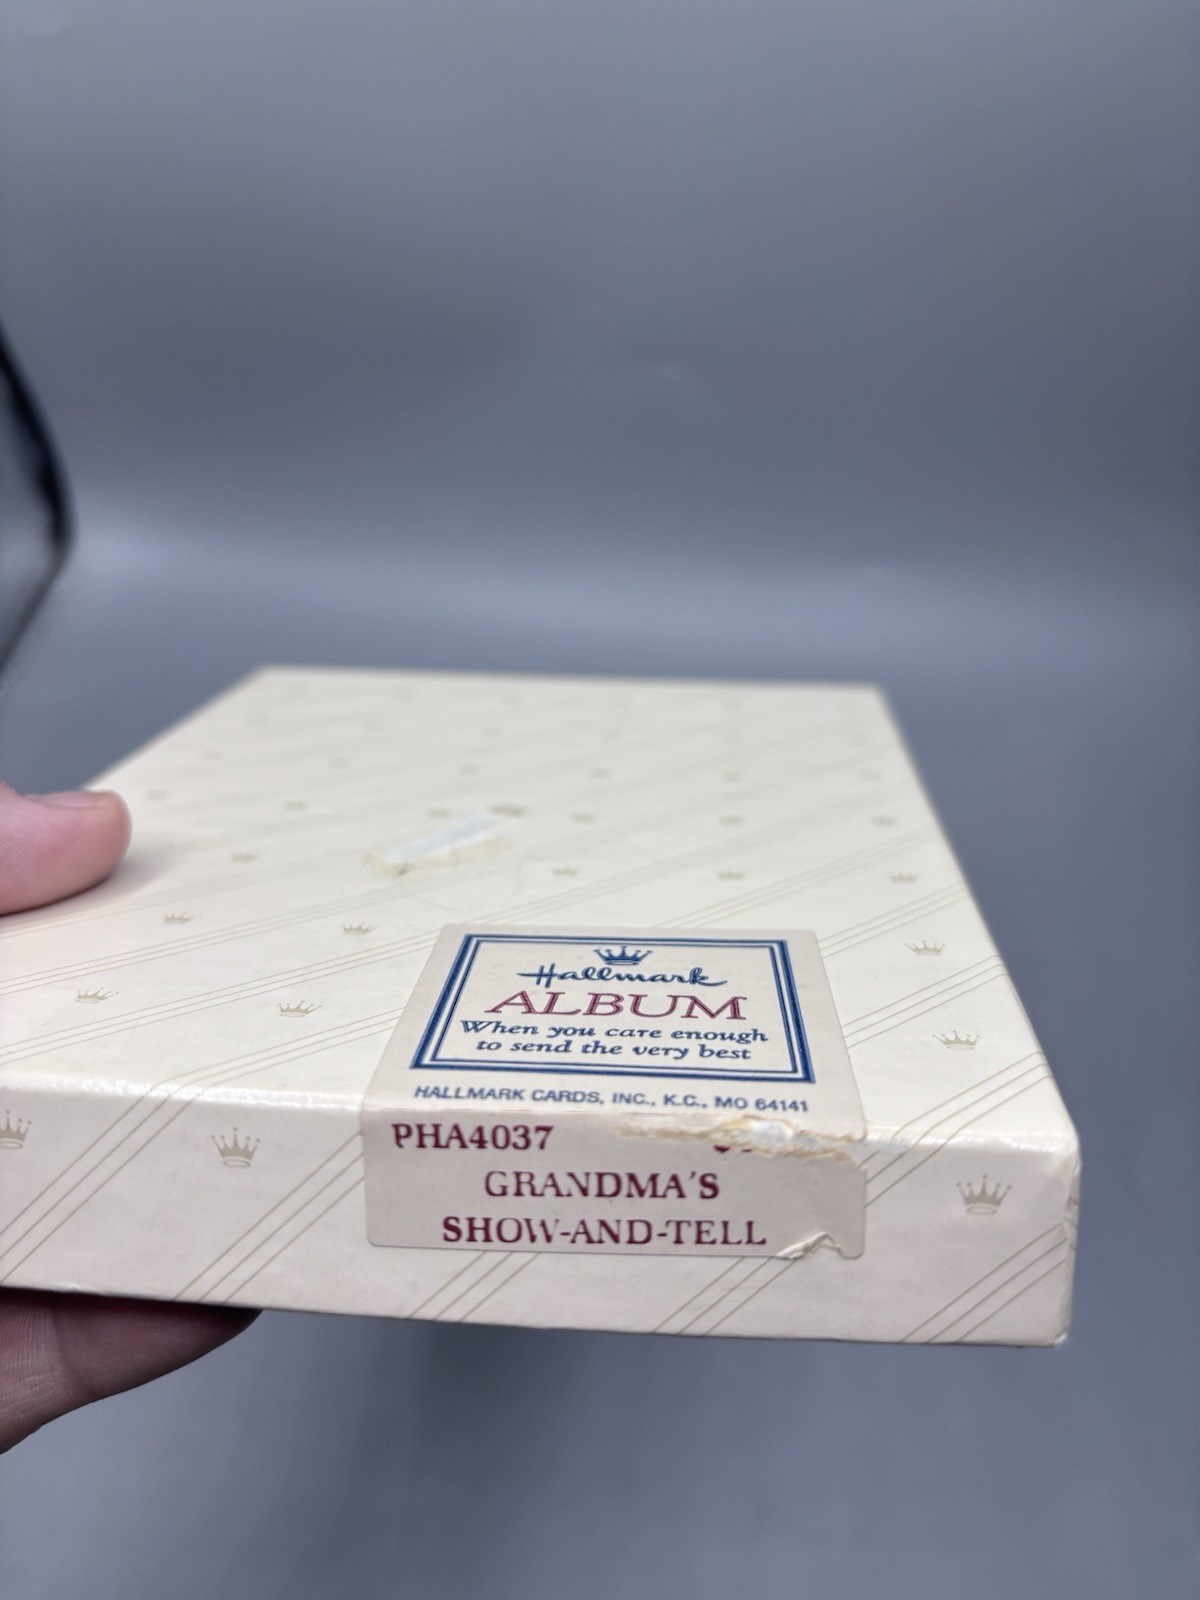 Hallmark
ALBUM
When you care enough
to send the very best
HALLMARK CARDS, INC., K.C., MO 64141
PHA4037
GRANDMA'S
SHOW-AND-TELL